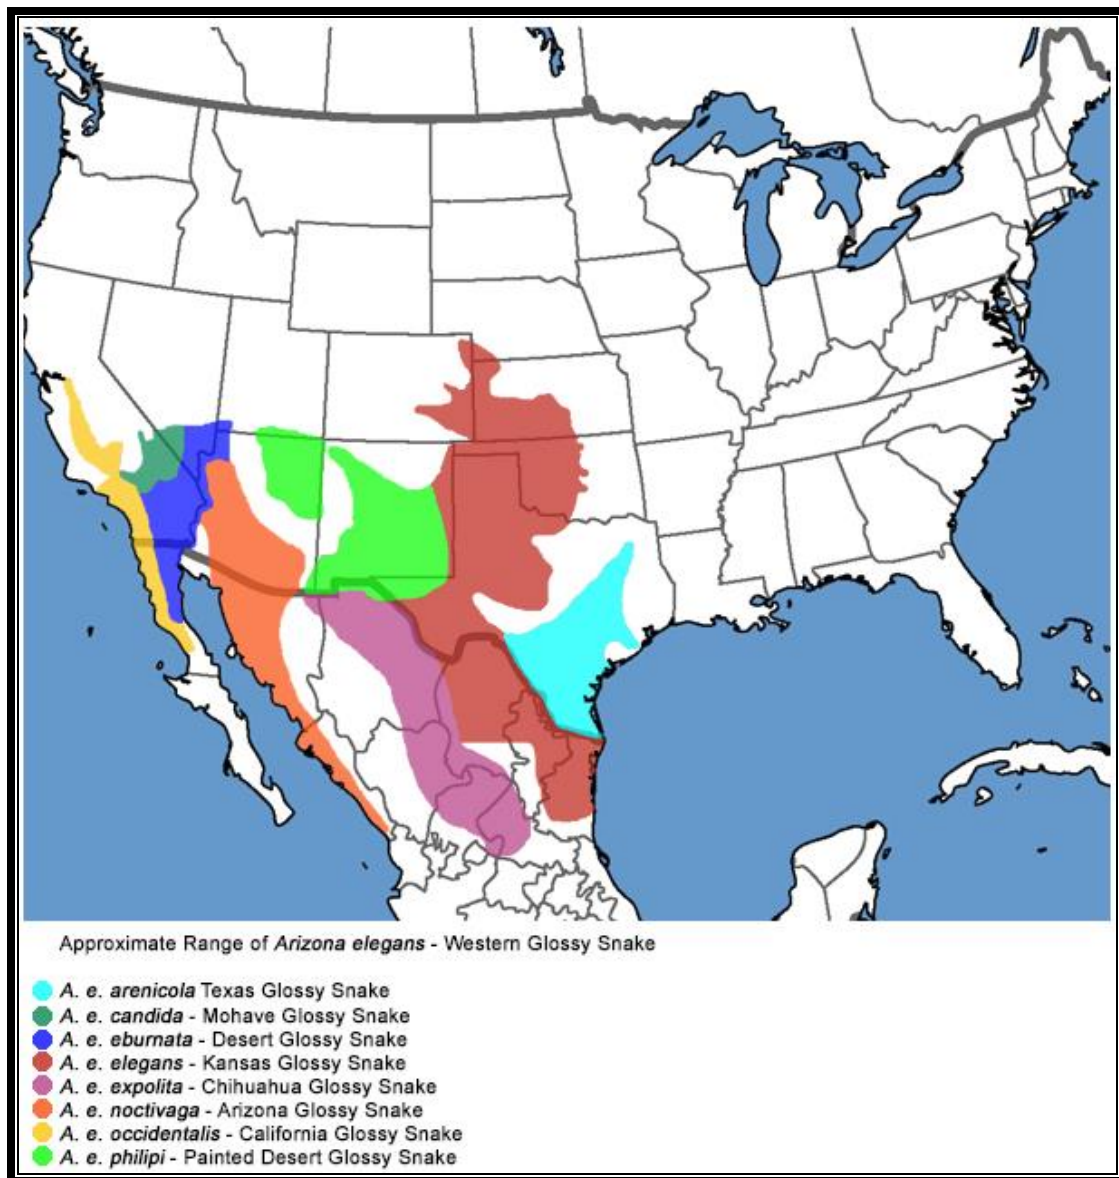 Approximate Range of Arizona elegans - Western Glossy Snake
A. e. arenicola Texas Glossy Snake
A. e. candida - Mohave Glossy Snake
A. e. eburnata - Desert Glossy Snake
A. e. elegans - Kansas Glossy Snake
A. e. expolita - Chihuahua Glossy Snake
A. e. noctivaga - Arizona Glossy Snake
A. e. occidentalis - California Glossy Snake
A. e. philipi - Painted Desert Glossy Snake